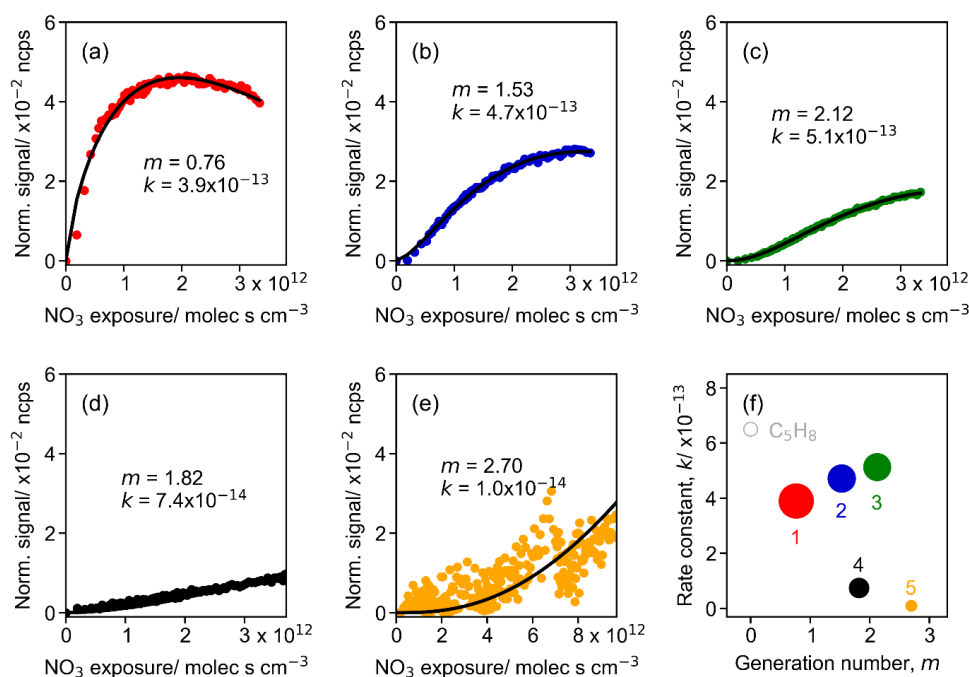 (a)
Norm. signal/ x10⁻² ncps
6
4
2
0
m = 0.76
k = 3.9x10⁻¹³
0 1 2 3 x 10¹²
NO₃ exposure/ molec s cm⁻³
(b)
Norm. signal/ x10⁻² ncps
6
4
2
0
m = 1.53
k = 4.7x10⁻¹³
0 1 2 3 x 10¹²
NO₃ exposure/ molec s cm⁻³
(c)
Norm. signal/ x10⁻² ncps
6
4
2
0
m = 2.12
k = 5.1x10⁻¹³
0 1 2 3 x 10¹²
NO₃ exposure/ molec s cm⁻³
(d)
Norm. signal/ x10⁻² ncps
6
4
2
0
m = 1.82
k = 7.4x10⁻¹⁴
0 1 2 3 x 10¹²
NO₃ exposure/ molec s cm⁻³
(e)
Norm. signal/ x10⁻² ncps
6
4
2
0
m = 2.70
k = 1.0x10⁻¹⁴
0 2 4 6 8 x 10¹²
NO₃ exposure/ molec s cm⁻³
(f)
Rate constant, k/ x10⁻¹³
8
6
4
2
0
C₅H₈
1
2
3
4
5
0 1 2 3
Generation number, m